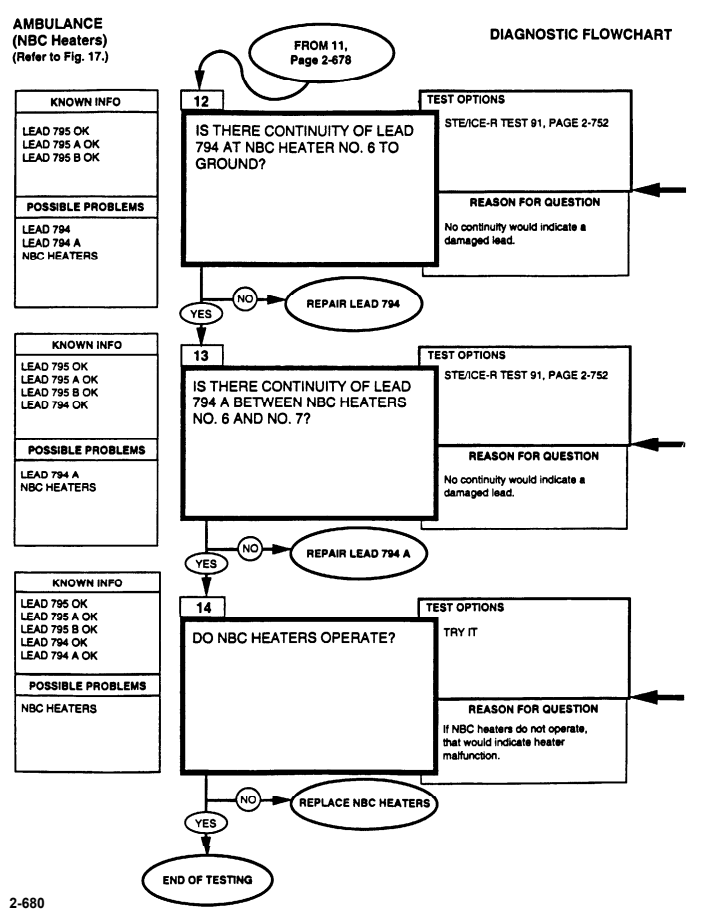 AMBULANCE
(NBC Heaters)
(Refer to Fig. 17.)
DIAGNOSTIC FLOWCHART
FROM 11,
Page 2-678
KNOWN INFO
LEAD 795 OK
LEAD 795 A OK
LEAD 795 B OK
POSSIBLE PROBLEMS
LEAD 794
LEAD 794 A
NBC HEATERS
12
IS THERE CONTINUITY OF LEAD
794 AT NBC HEATER NO. 6 TO
GROUND?
TEST OPTIONS
STE/ICE-R TEST 91, PAGE 2-752
REASON FOR QUESTION
No continuity would indicate a
damaged lead.
NO
REPAIR LEAD 794
YES
KNOWN INFO
LEAD 795 OK
LEAD 795 A OK
LEAD 795 B OK
LEAD 794 OK
POSSIBLE PROBLEMS
LEAD 794 A
NBC HEATERS
13
IS THERE CONTINUITY OF LEAD
794 A BETWEEN NBC HEATERS
NO. 6 AND NO. 7?
TEST OPTIONS
STE/ICE-R TEST 91, PAGE 2-752
REASON FOR QUESTION
No continuity would indicate a
damaged lead.
NO
REPAIR LEAD 794 A
YES
KNOWN INFO
LEAD 795 OK
LEAD 795 A OK
LEAD 795 B OK
LEAD 794 OK
LEAD 794 A OK
POSSIBLE PROBLEMS
NBC HEATERS
14
DO NBC HEATERS OPERATE?
TEST OPTIONS
TRY IT
REASON FOR QUESTION
If NBC heaters do not operate,
that would indicate heater
malfunction.
NO
REPLACE NBC HEATERS
YES
END OF TESTING
2-680